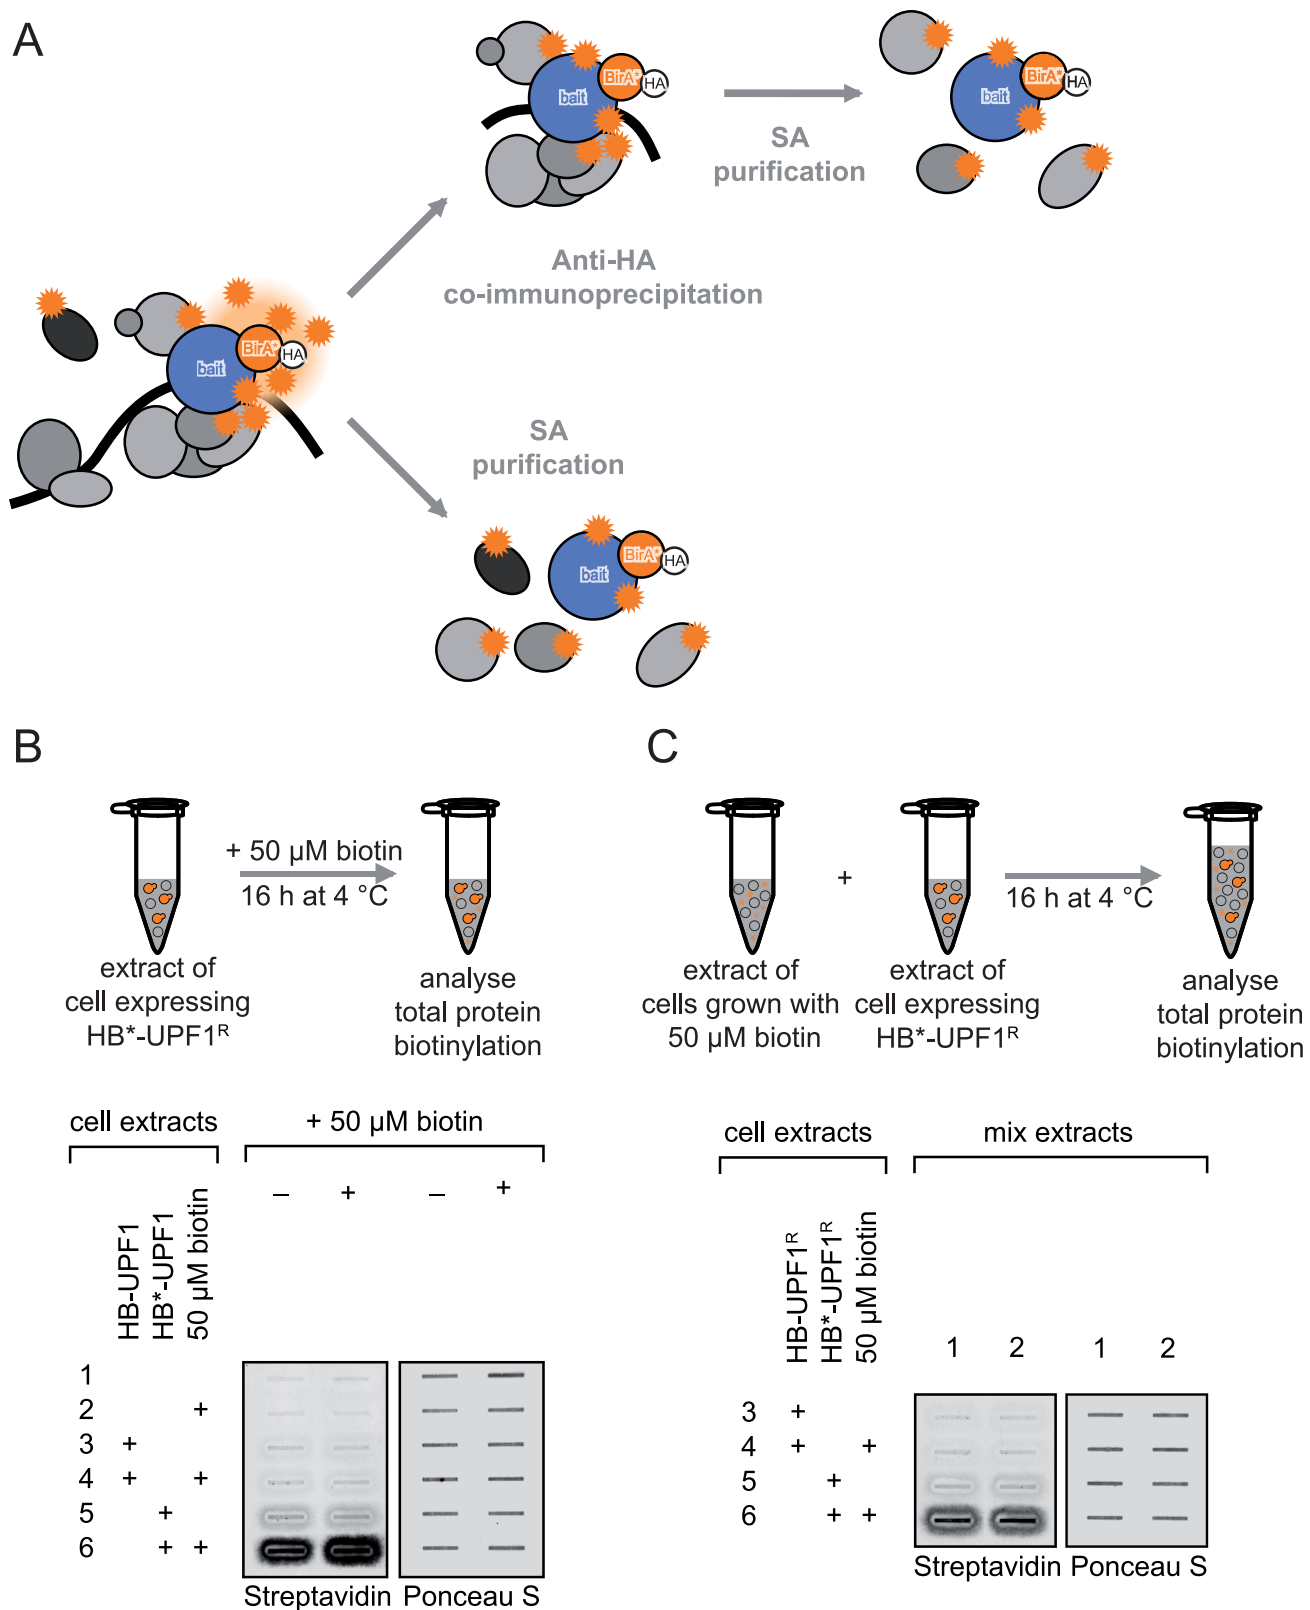 A
bait
BirA*
HA
SA
purification
bait
BirA*
HA
Anti-HA
co-immunoprecipitation
bait
BirA*
HA
SA
purification
bait
BirA*
HA
B
+ 50 µM biotin
16 h at 4 °C
extract of
cell expressing
HB*-UPF1ᴿ
analyse
total protein
biotinylation
cell extracts
+ 50 µM biotin
HB-UPF1
HB*-UPF1
50 µM biotin
– + – +
1
2 +
3 +
4 + +
5 +
6 + +
Streptavidin Ponceau S
C
+
16 h at 4 °C
extract of
cells grown with
50 µM biotin
extract of
cell expressing
HB*-UPF1ᴿ
analyse
total protein
biotinylation
cell extracts
mix extracts
HB-UPF1ᴿ
HB*-UPF1ᴿ
50 µM biotin
1 2 1 2
3 +
4 + +
5 +
6 + +
Streptavidin Ponceau S